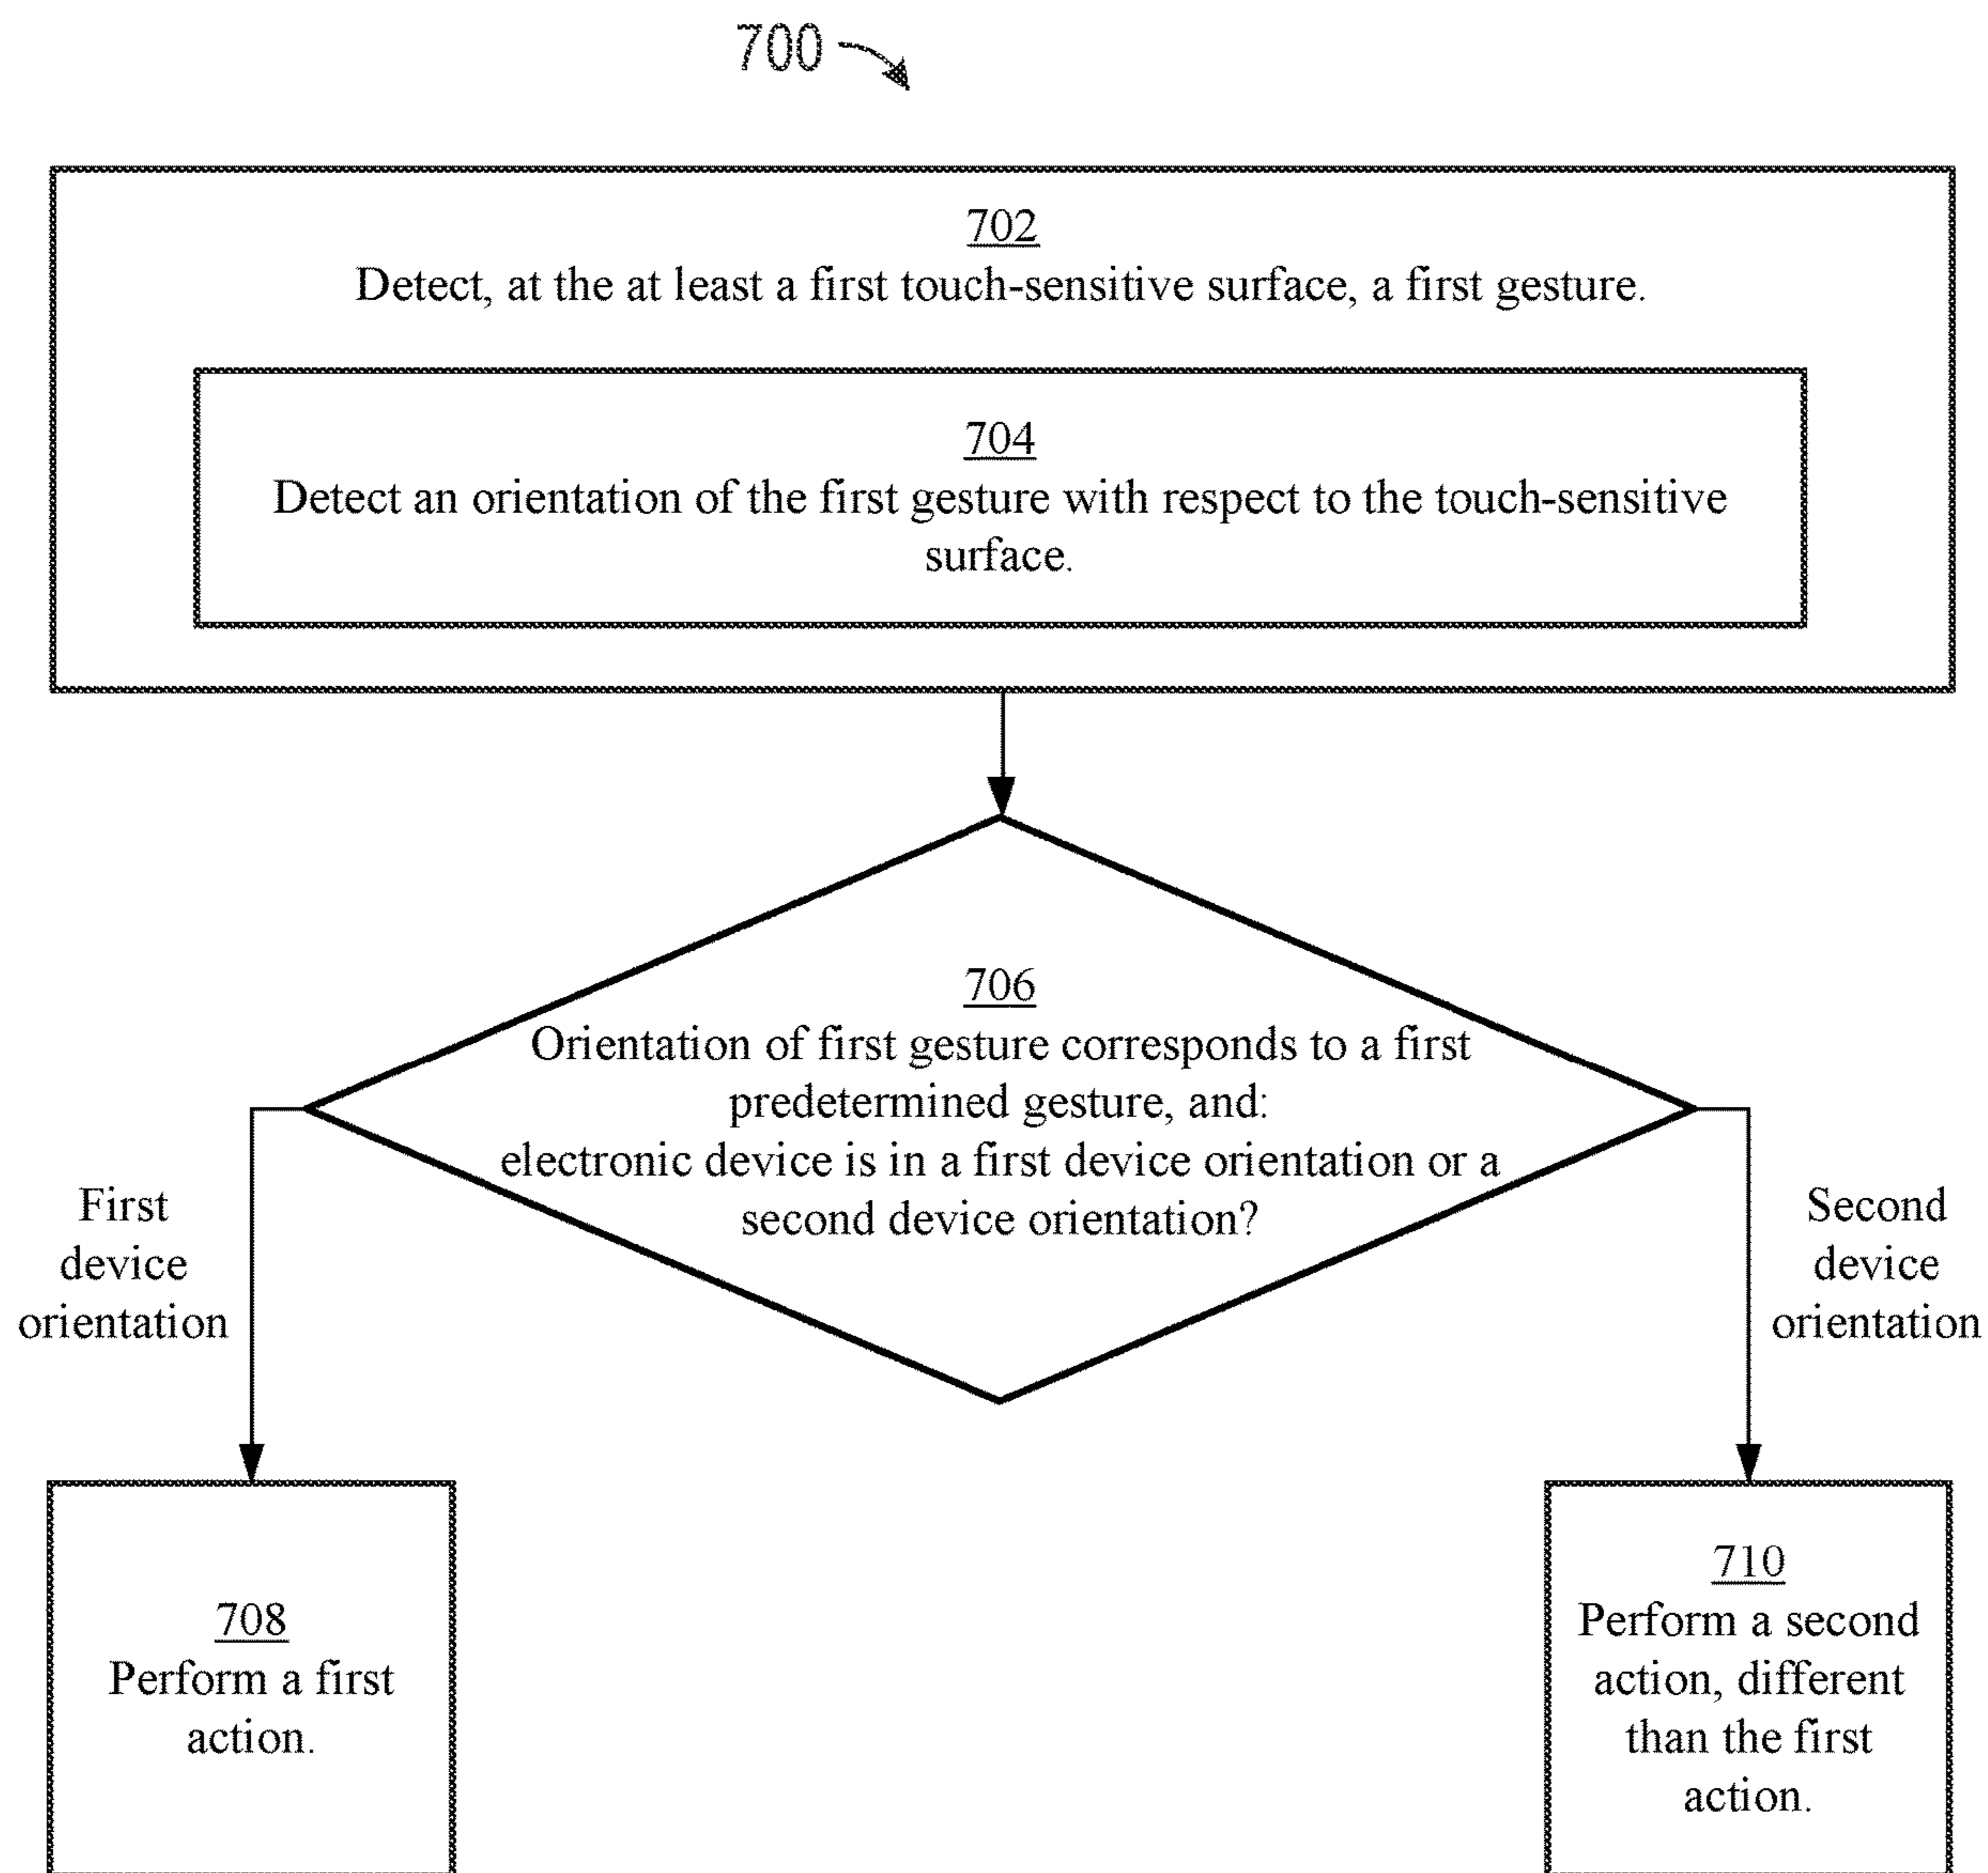 700
702
Detect, at the at least a first touch-sensitive surface, a first gesture.
704
Detect an orientation of the first gesture with respect to the touch-sensitive
surface.
706
Orientation of first gesture corresponds to a first
predetermined gesture, and:
electronic device is in a first device orientation or a
second device orientation?
First
device
orientation
Second
device
orientation
708
Perform a first
action.
710
Perform a second
action, different
than the first
action.